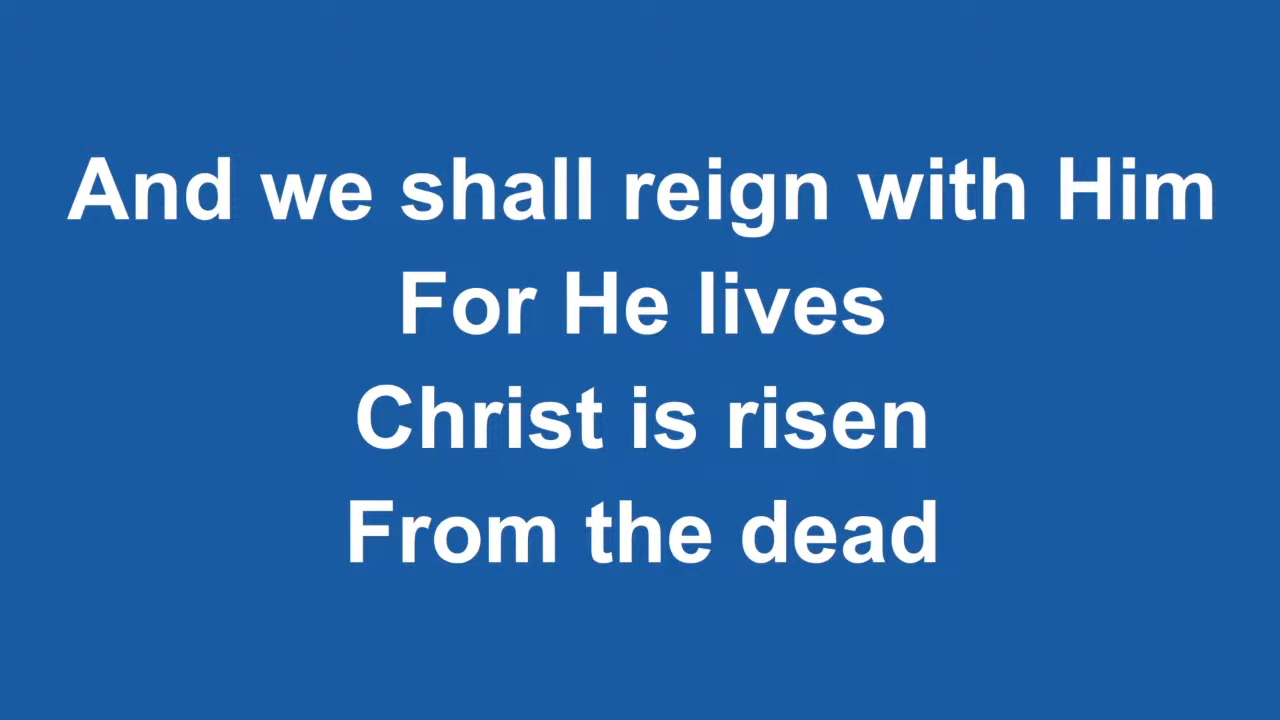 And we shall reign with Him
For He lives
Christ is risen
From the dead